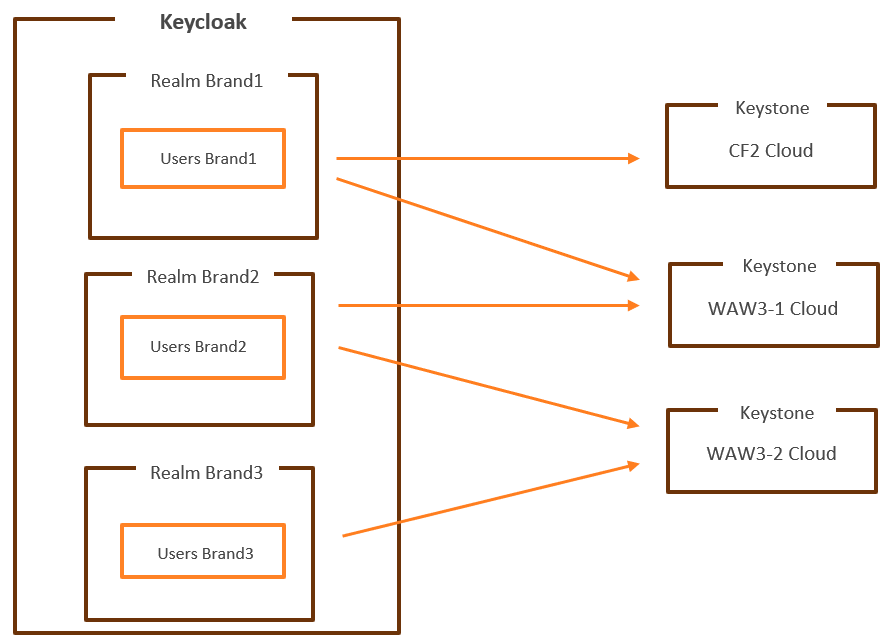 Keycloak
Realm Brand1
Users Brand1
Realm Brand2
Users Brand2
Realm Brand3
Users Brand3
Keystone
CF2 Cloud
Keystone
WAW3-1 Cloud
Keystone
WAW3-2 Cloud